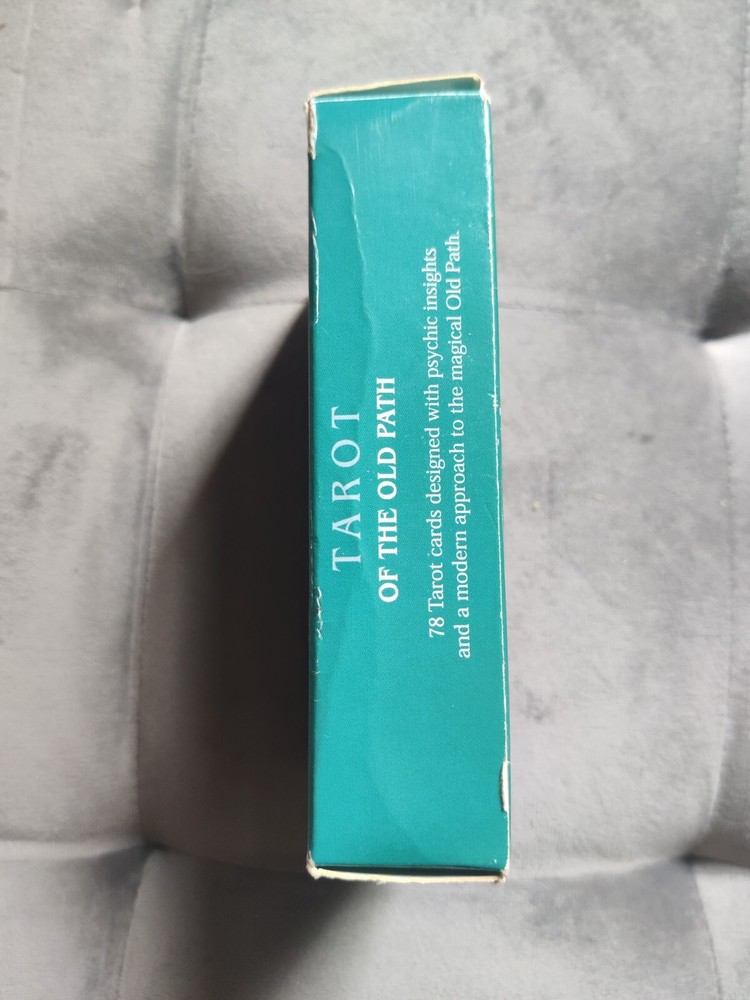 TAROT
OF THE OLD PATH
78 Tarot cards designed with psychic insights
and a modern approach to the magical Old Path.